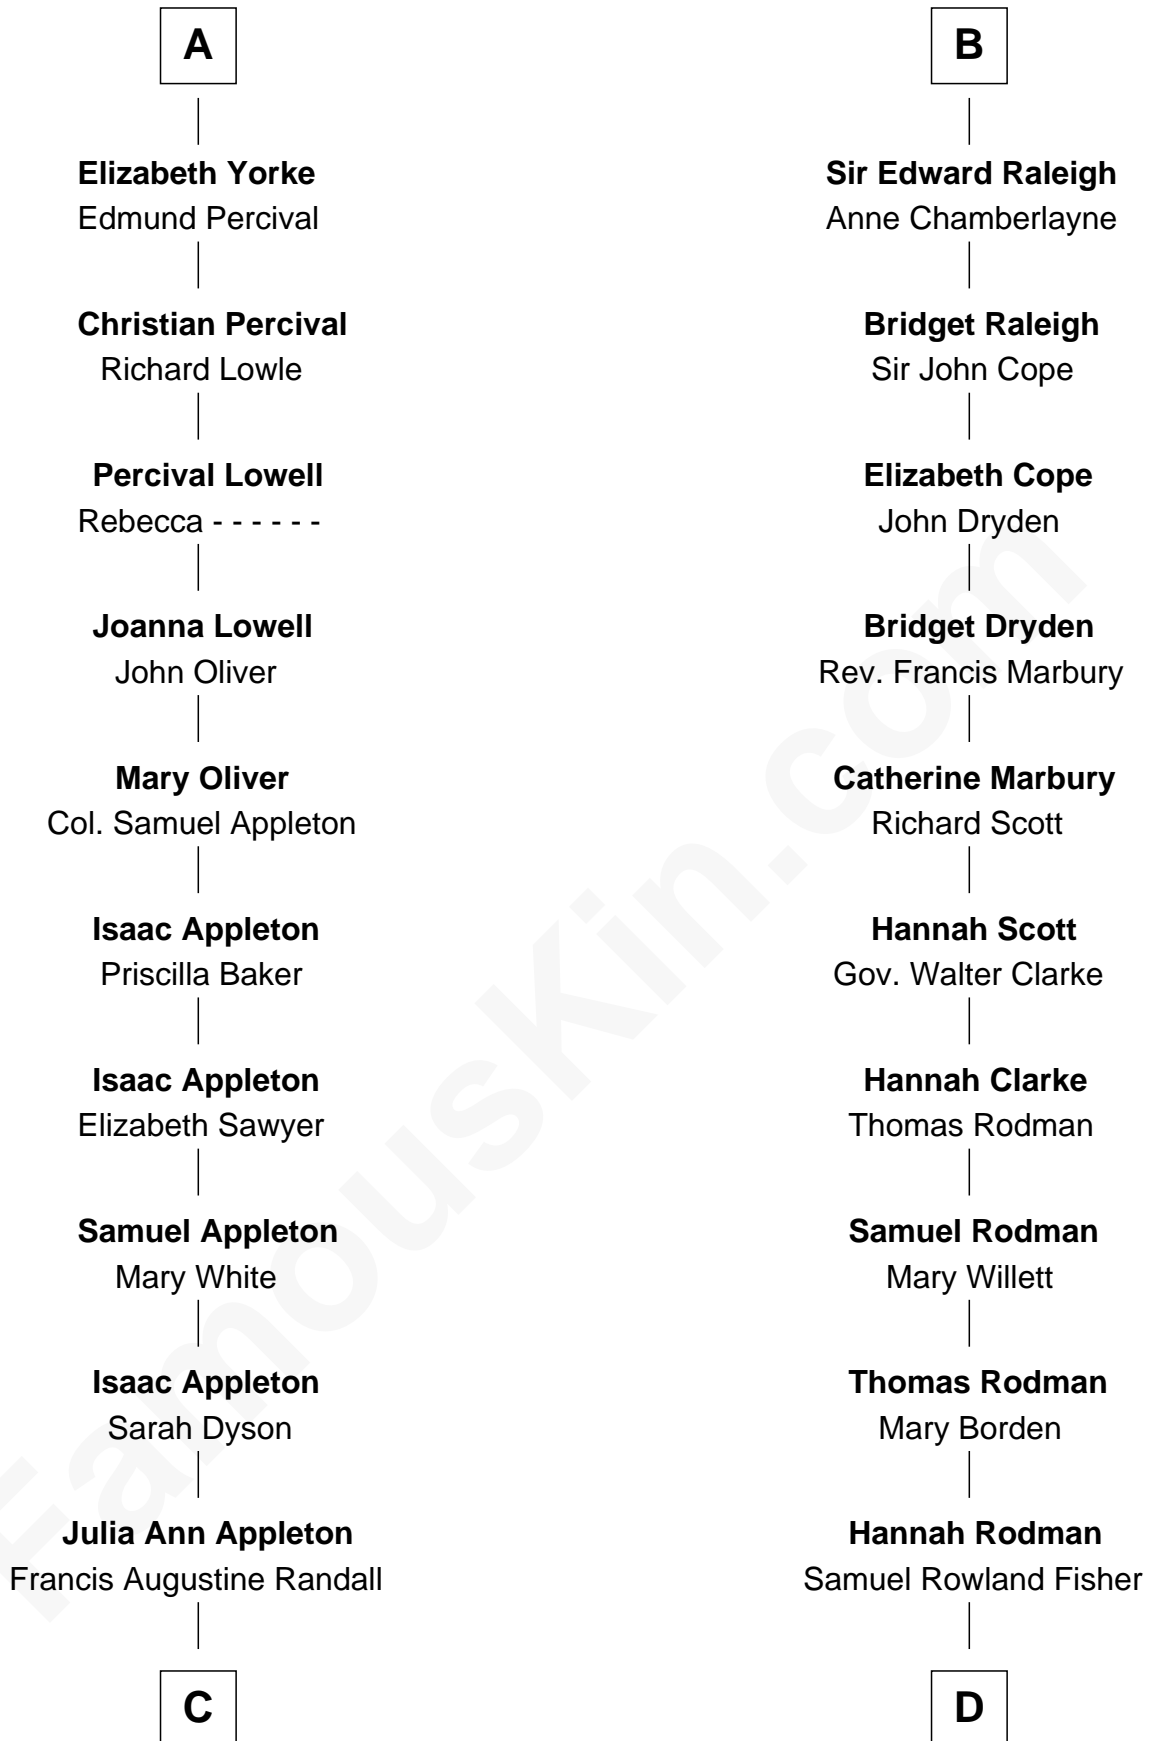 A
Elizabeth Yorke
Edmund Percival
Christian Percival
Richard Lowle
Percival Lowell
Rebecca - - - - - -
Joanna Lowell
John Oliver
Mary Oliver
Col. Samuel Appleton
Isaac Appleton
Priscilla Baker
Isaac Appleton
Elizabeth Sawyer
Samuel Appleton
Mary White
Isaac Appleton
Sarah Dyson
Julia Ann Appleton
Francis Augustine Randall
C
B
Sir Edward Raleigh
Anne Chamberlayne
Bridget Raleigh
Sir John Cope
Elizabeth Cope
John Dryden
Bridget Dryden
Rev. Francis Marbury
Catherine Marbury
Richard Scott
Hannah Scott
Gov. Walter Clarke
Hannah Clarke
Thomas Rodman
Samuel Rodman
Mary Willett
Thomas Rodman
Mary Borden
Hannah Rodman
Samuel Rowland Fisher
D
FamousKin.com